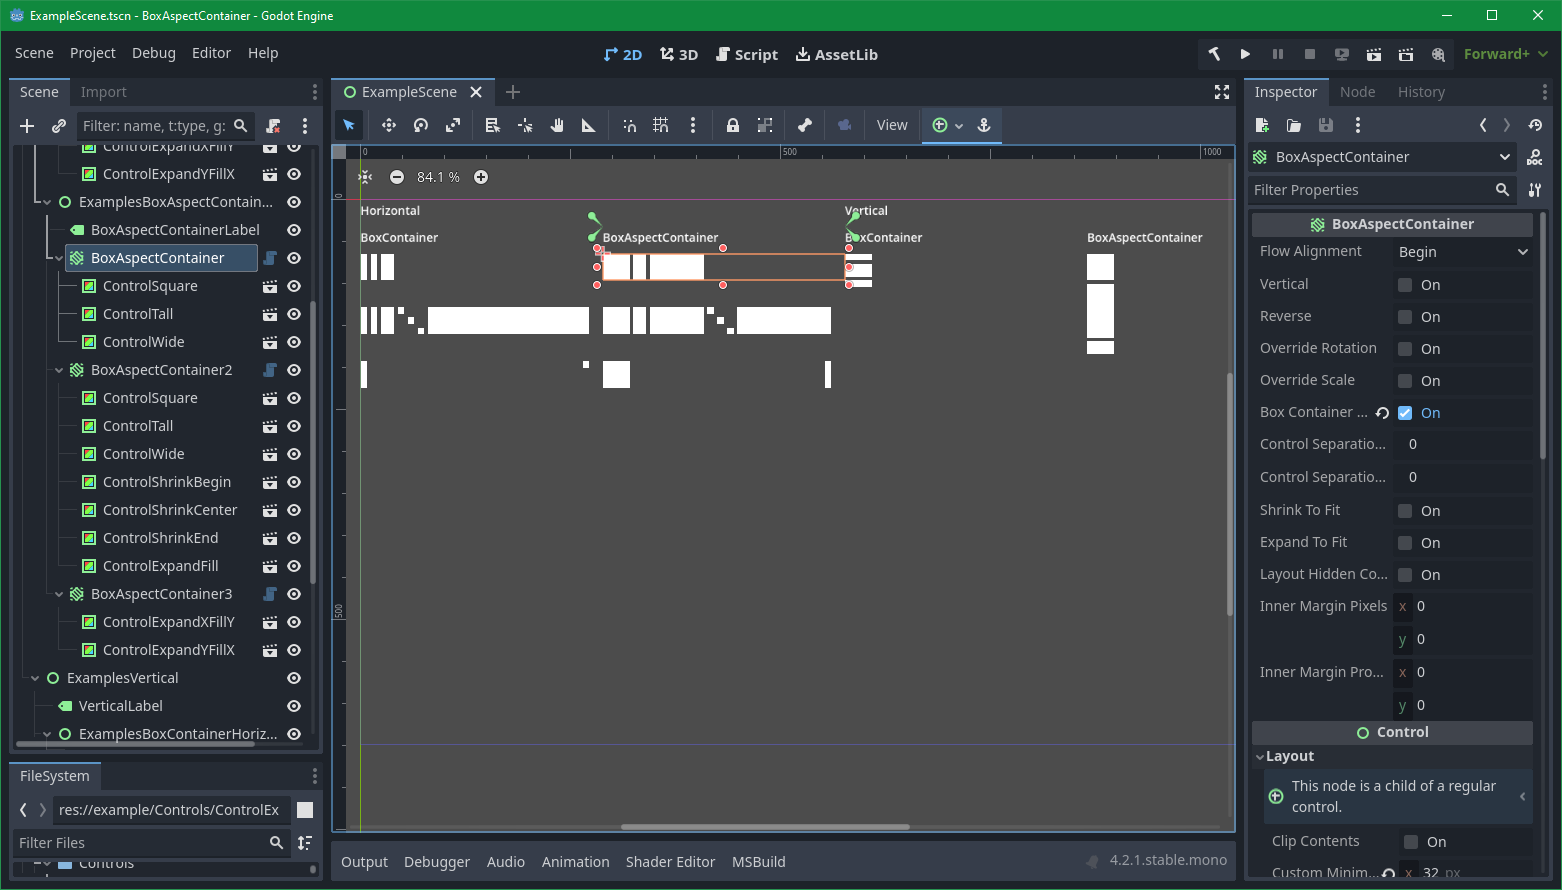 ExampleScene.tscn - BoxAspectContainer - Godot Engine
Scene Project Debug Editor Help
2D 3D Script AssetLib
Forward+
Scene Import
Filter: name, t:type, g:
ControlExpandXFillY
ControlExpandYFillX
ExamplesBoxAspectContain...
BoxAspectContainerLabel
BoxAspectContainer
ControlSquare
ControlTall
ControlWide
BoxAspectContainer2
ControlSquare
ControlTall
ControlWide
ControlShrinkBegin
ControlShrinkCenter
ControlShrinkEnd
ControlExpandFill
BoxAspectContainer3
ControlExpandXFillY
ControlExpandYFillX
ExamplesVertical
VerticalLabel
ExamplesBoxContainerHoriz...
FileSystem
res://example/Controls/ControlEx
Filter Files
Controls
ExampleScene
View
0 500 1000
0
500
84.1 %
Horizontal Vertical
BoxContainer BoxAspectContainer BoxContainer BoxAspectContainer
Output Debugger Audio Animation Shader Editor MSBuild
4.2.1.stable.mono
Inspector Node History
BoxAspectContainer
DOC
Filter Properties
BoxAspectContainer
Flow Alignment Begin
Vertical On
Reverse On
Override Rotation On
Override Scale On
Box Container ... On
Control Separatio... 0
Control Separatio... 0
Shrink To Fit On
Expand To Fit On
Layout Hidden Co... On
Inner Margin Pixels x 0
y 0
Inner Margin Pro... x 0
y 0
Control
Layout
This node is a child of a regular
control.
Clip Contents On
Custom Minim... x 32 px